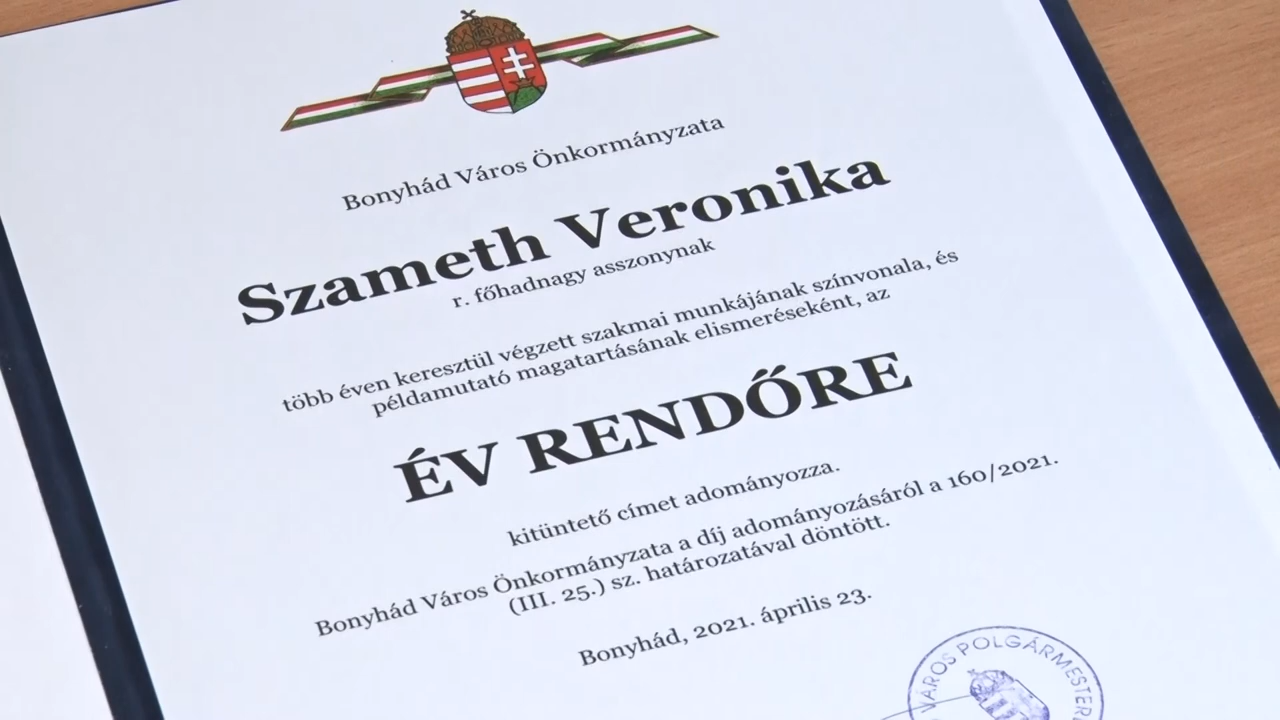 Bonyhád Város Önkormányzata
Szameth Veronika
r. főhadnagy asszonynak
több éven keresztül végzett szakmai munkájának színvonala, és
példamutató magatartásának elismeréseként, az
ÉV RENDŐRE
kitüntető címet adományozza.
Bonyhád Város Önkormányzata a díj adományozásáról a 160/2021.
(III. 25.) sz. határozatával döntött.
Bonyhád, 2021. április 23.
VÁROS POLGÁRMESTER